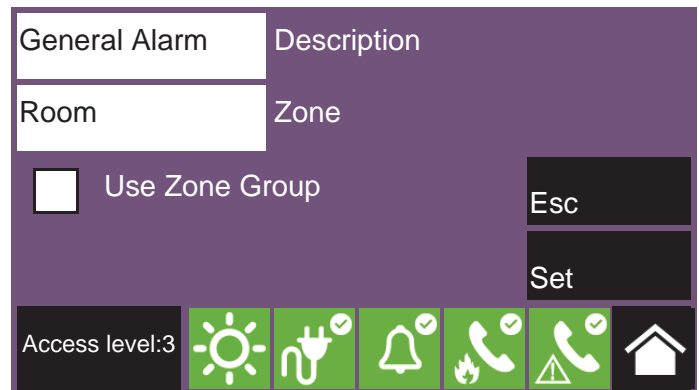 General Alarm Description
Room Zone
Use Zone Group
Esc
Set
Access level:3